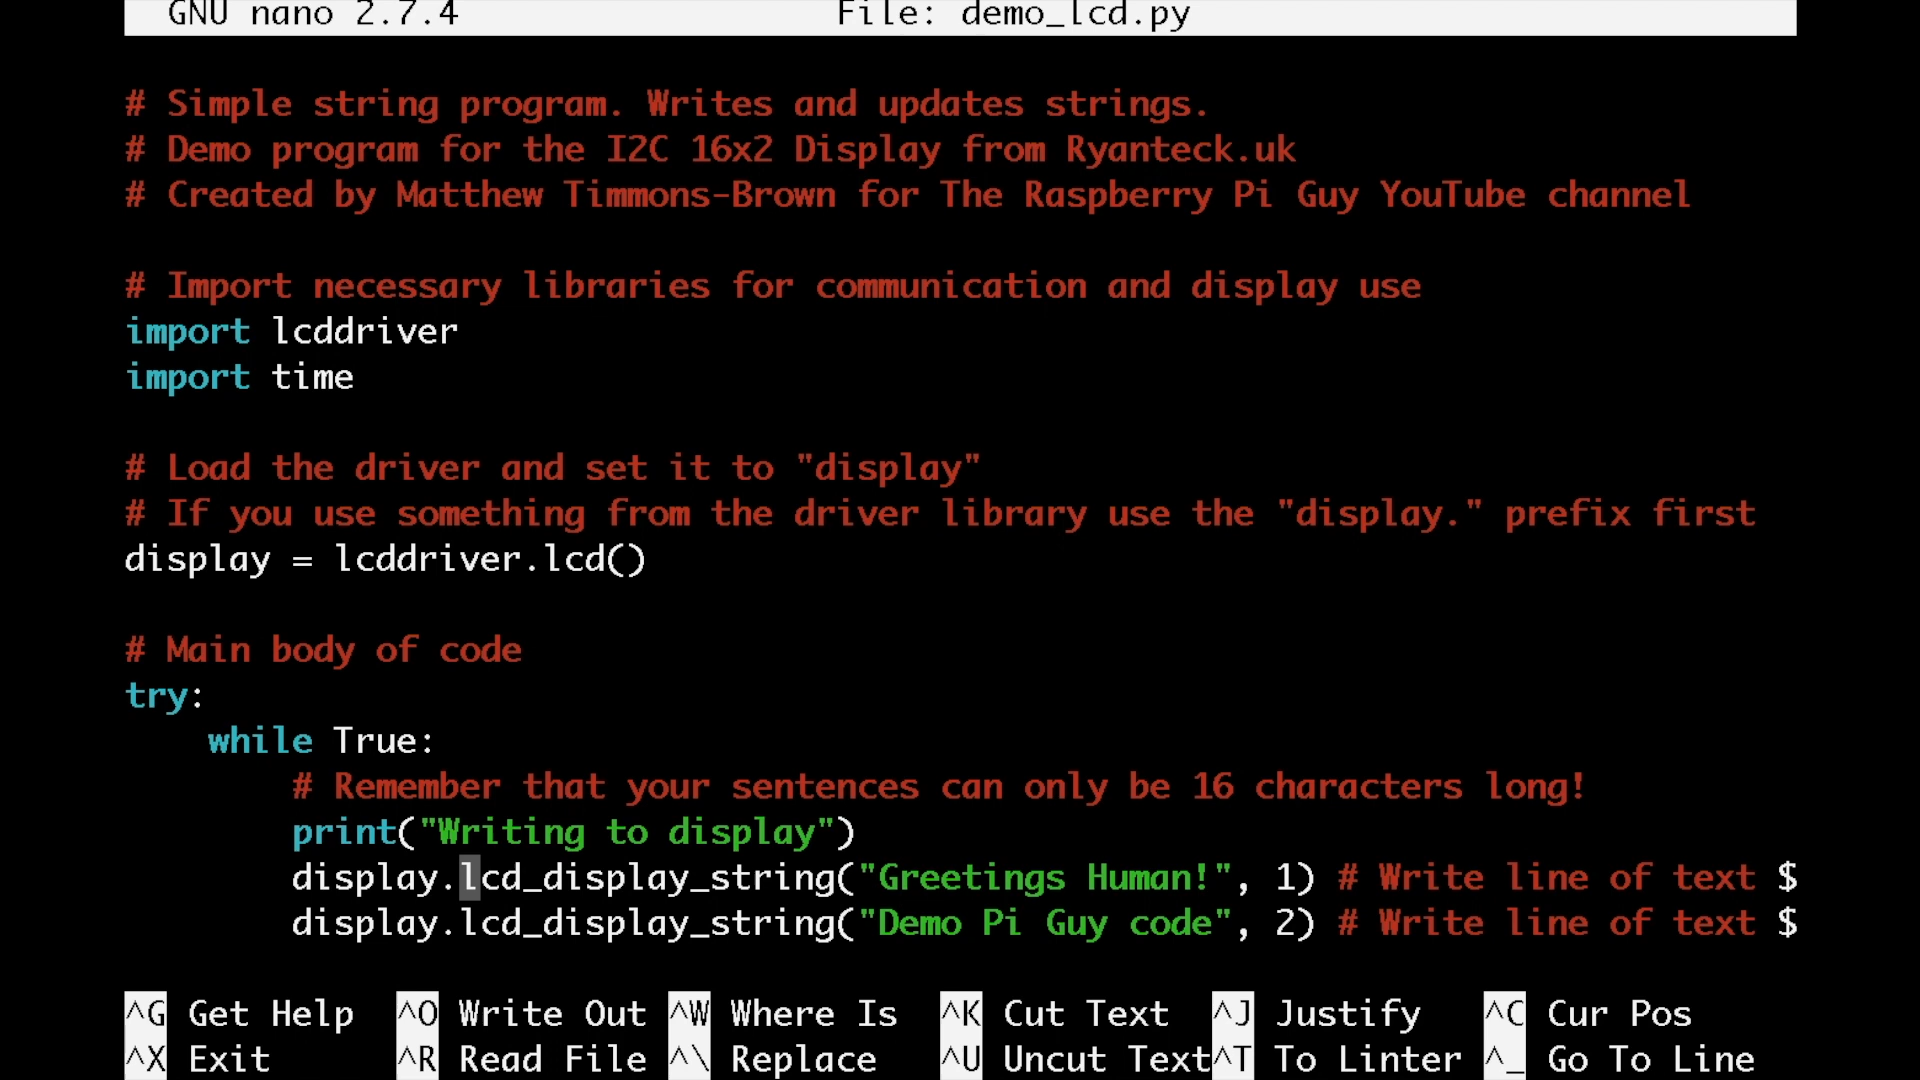 GNU nano 2.7.4 File: demo_lcd.py
# Simple string program. Writes and updates strings.
# Demo program for the I2C 16x2 Display from Ryanteck.uk
# Created by Matthew Timmons-Brown for The Raspberry Pi Guy YouTube channel
# Import necessary libraries for communication and display use
import lcddriver
import time
# Load the driver and set it to "display"
# If you use something from the driver library use the "display." prefix first
display = lcddriver.lcd()
# Main body of code
try:
while True:
# Remember that your sentences can only be 16 characters long!
print("Writing to display")
display.lcd_display_string("Greetings Human!", 1) # Write line of text $
display.lcd_display_string("Demo Pi Guy code", 2) # Write line of text $
^G Get Help ^O Write Out ^W Where Is ^K Cut Text ^J Justify ^C Cur Pos
^X Exit ^R Read File ^\ Replace ^U Uncut Text ^T To Linter ^_ Go To Line